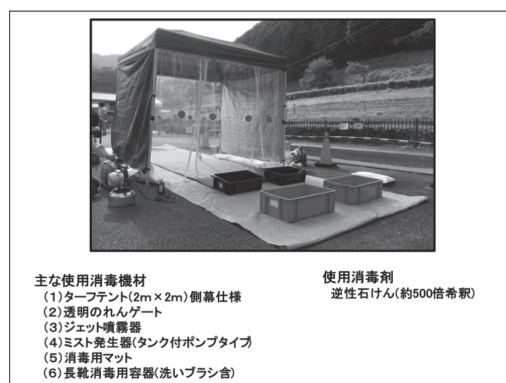 主な使用消毒機材
(1)ターフテント(2m×2m)側幕仕様
(2)透明のれんゲート
(3)ジェット噴霧器
(4)ミスト発生器(タンク付ポンプタイプ)
(5)消毒用マット
(6)長靴消毒用容器(洗いブラシ含)
使用消毒剤
逆性石けん(約500倍希釈)